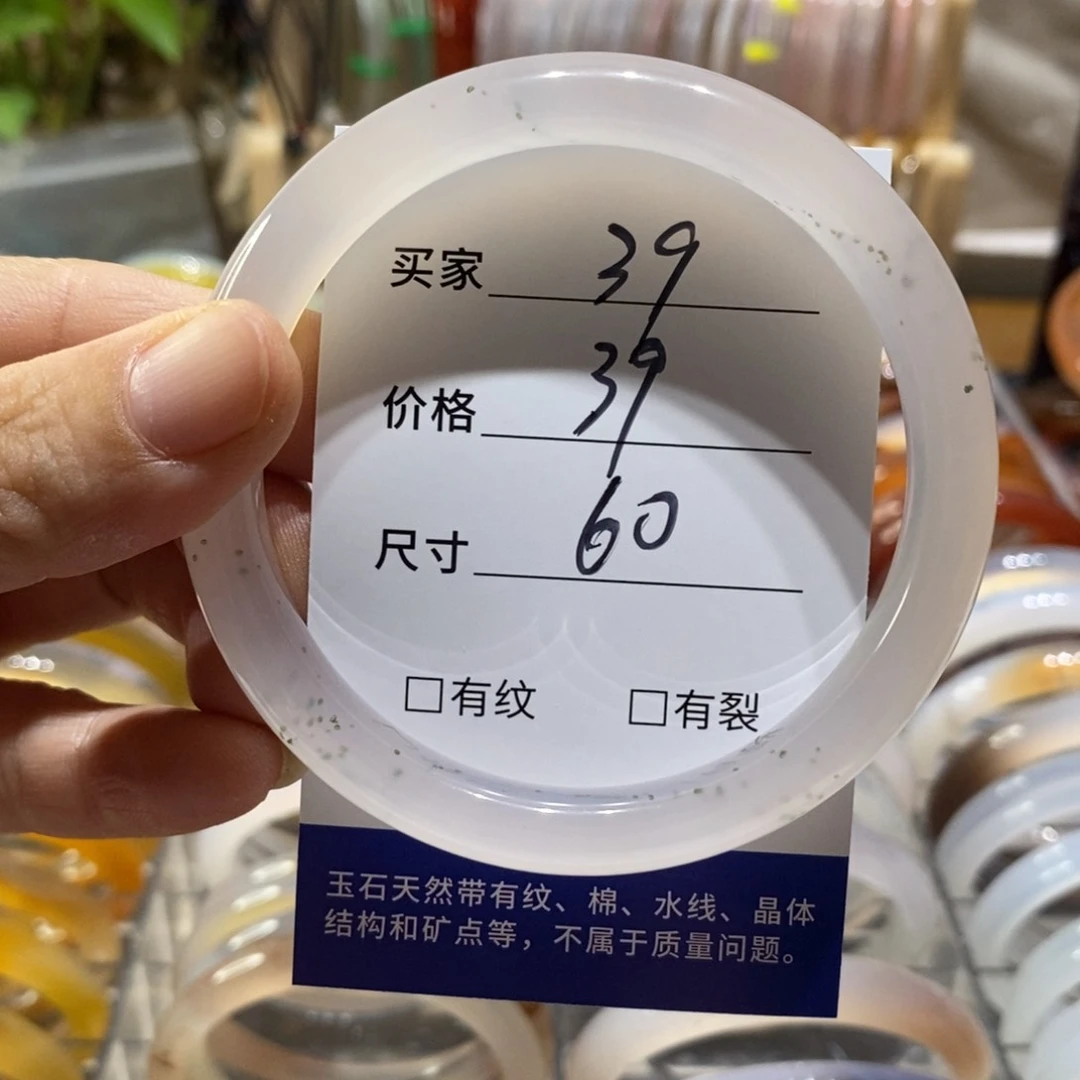 买家 39
价格 39
尺寸 60
□有纹 □有裂
玉石天然带有纹、棉、水线、晶体
结构和矿点等，不属于质量问题。